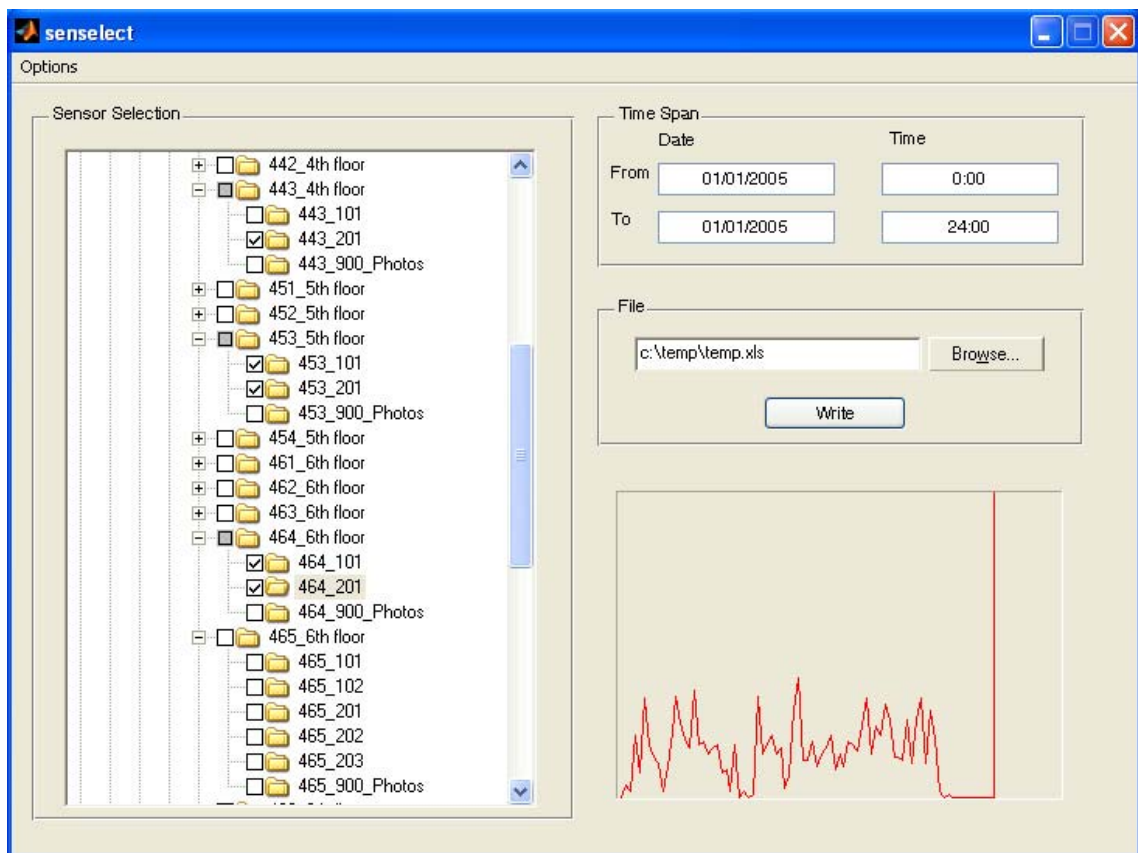 senselect
Options
Sensor Selection
442_4th floor
443_4th floor
443_101
443_201
443_900_Photos
451_5th floor
452_5th floor
453_5th floor
453_101
453_201
453_900_Photos
454_5th floor
461_6th floor
462_6th floor
463_6th floor
464_6th floor
464_101
464_201
464_900_Photos
465_6th floor
465_101
465_102
465_201
465_202
465_203
465_900_Photos
Time Span
Date Time
From 01/01/2005 0:00
To 01/01/2005 24:00
File
c:\temp\temp.xls Browse...
Write